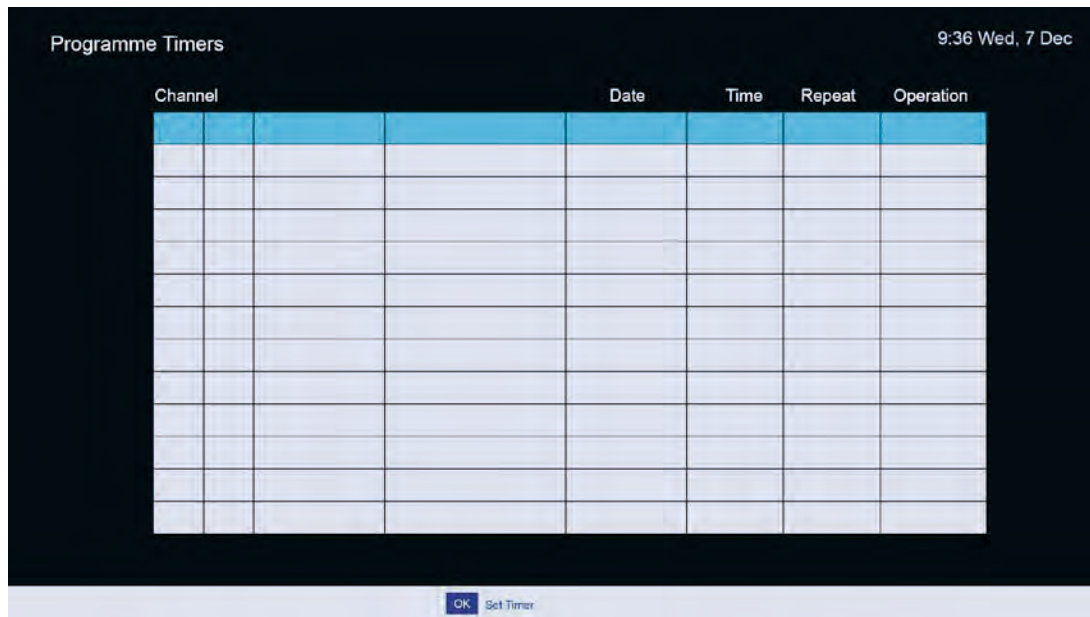 Programme Timers
9:36 Wed, 7 Dec
Channel Date Time Repeat Operation
OK Set Timer